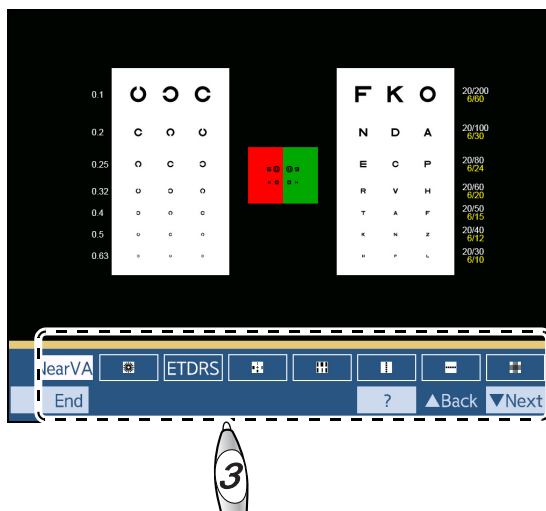 0.1 F K O 20/200
6/60
0.2 N D A 20/100
6/30
0.25 E C P 20/80
6/24
0.32 R V H 20/60
6/20
0.4 T A F 20/50
6/15
0.5 K N Z 20/40
6/12
0.63 H P L 20/30
6/10
NearVA ETDRS
End ? ▲Back ▼Next
3